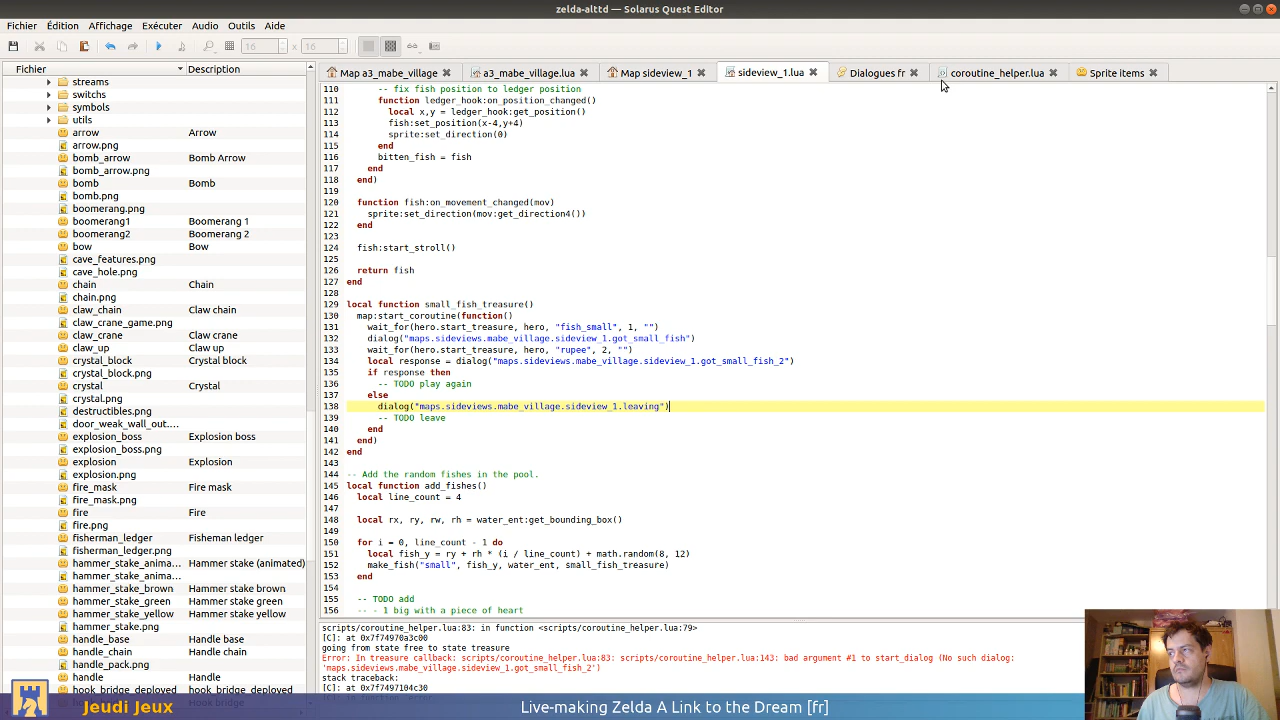 zelda-alttd — Solarus Quest Editor
Fichier Édition Affichage Exécuter Audio Outils Aide
16 16
Fichier Description
Map a3_mabe_village a3_mabe_village.lua Map sideview_1 sideview_1.lua Dialogues fr coroutine_helper.lua Sprite items
streams
switchs
symbols
utils
arrow Arrow
arrow.png
bomb_arrow Bomb Arrow
bomb_arrow.png
bomb Bomb
bomb.png
boomerang.png
boomerang1 Boomerang 1
boomerang2 Boomerang 2
bow Bow
cave_features.png
cave_hole.png
chain Chain
chain.png
claw_chain Claw chain
claw_crane_game.png
claw_crane Claw crane
claw_up Claw up
crystal_block Crystal block
crystal_block.png
crystal Crystal
crystal.png
destructibles.png
door_weak_wall_out....
explosion_boss Explosion boss
explosion_boss.png
explosion Explosion
explosion.png
fire_mask Fire mask
fire_mask.png
fire Fire
fire.png
fisherman_ledger Fisheman ledger
fisherman_ledger.png
hammer_stake_anima... Hammer stake (animated)
hammer_stake_anima...
hammer_stake_brown Hammer stake brown
hammer_stake_green Hammer stake green
hammer_stake_yellow Hammer stake yellow
hammer_stake.png
handle_base Handle base
handle_chain Handle chain
handle_pack.png
handle Handle
hook_bridge_deployed Hook bridge deployed
110 -- fix fish position to ledger position
111 function ledger_hook:on_position_changed()
112 local x,y = ledger_hook:get_position()
113 fish:set_position(x-4,y+4)
114 sprite:set_direction(0)
115 end
116 bitten_fish = fish
117 end
118 end)
119
120 function fish:on_movement_changed(mov)
121 sprite:set_direction(mov:get_direction4())
122 end
123
124 fish:start_stroll()
125
126 return fish
127 end
128
129 local function small_fish_treasure()
130 map:start_coroutine(function()
131 wait_for(hero.start_treasure, hero, "fish_small", 1, "")
132 dialog("maps.sideviews.mabe_village.sideview_1.got_small_fish")
133 wait_for(hero.start_treasure, hero, "rupee", 2, "")
134 local response = dialog("maps.sideviews.mabe_village.sideview_1.got_small_fish_2")
135 if response then
136 -- TODO play again
137 else
138 dialog("maps.sideviews.mabe_village.sideview_1.leaving")
139 -- TODO leave
140 end
141 end)
142 end
143
144 -- Add the random fishes in the pool.
145 local function add_fishes()
146 local line_count = 4
147
148 local rx, ry, rw, rh = water_ent:get_bounding_box()
149
150 for i = 0, line_count - 1 do
151 local fish_y = ry + rh * (i / line_count) + math.random(8, 12)
152 make_fish("small", fish_y, water_ent, small_fish_treasure)
153 end
154
155 -- TODO add
156 -- - 1 big with a piece of heart
scripts/coroutine_helper.lua:83: in function <scripts/coroutine_helper.lua:79>
[C]: at 0x7f74970a3c00
going from state free to state treasure
Error: In treasure callback: scripts/coroutine_helper.lua:83: scripts/coroutine_helper.lua:143: bad argument #1 to start_dialog (No such dialog:
'maps.sideviews.mabe_village.sideview_1.got_small_fish_2')
stack traceback:
[C]: at 0x7f7497104c30
Jeudi Jeux
Live-making Zelda A Link to the Dream [fr]